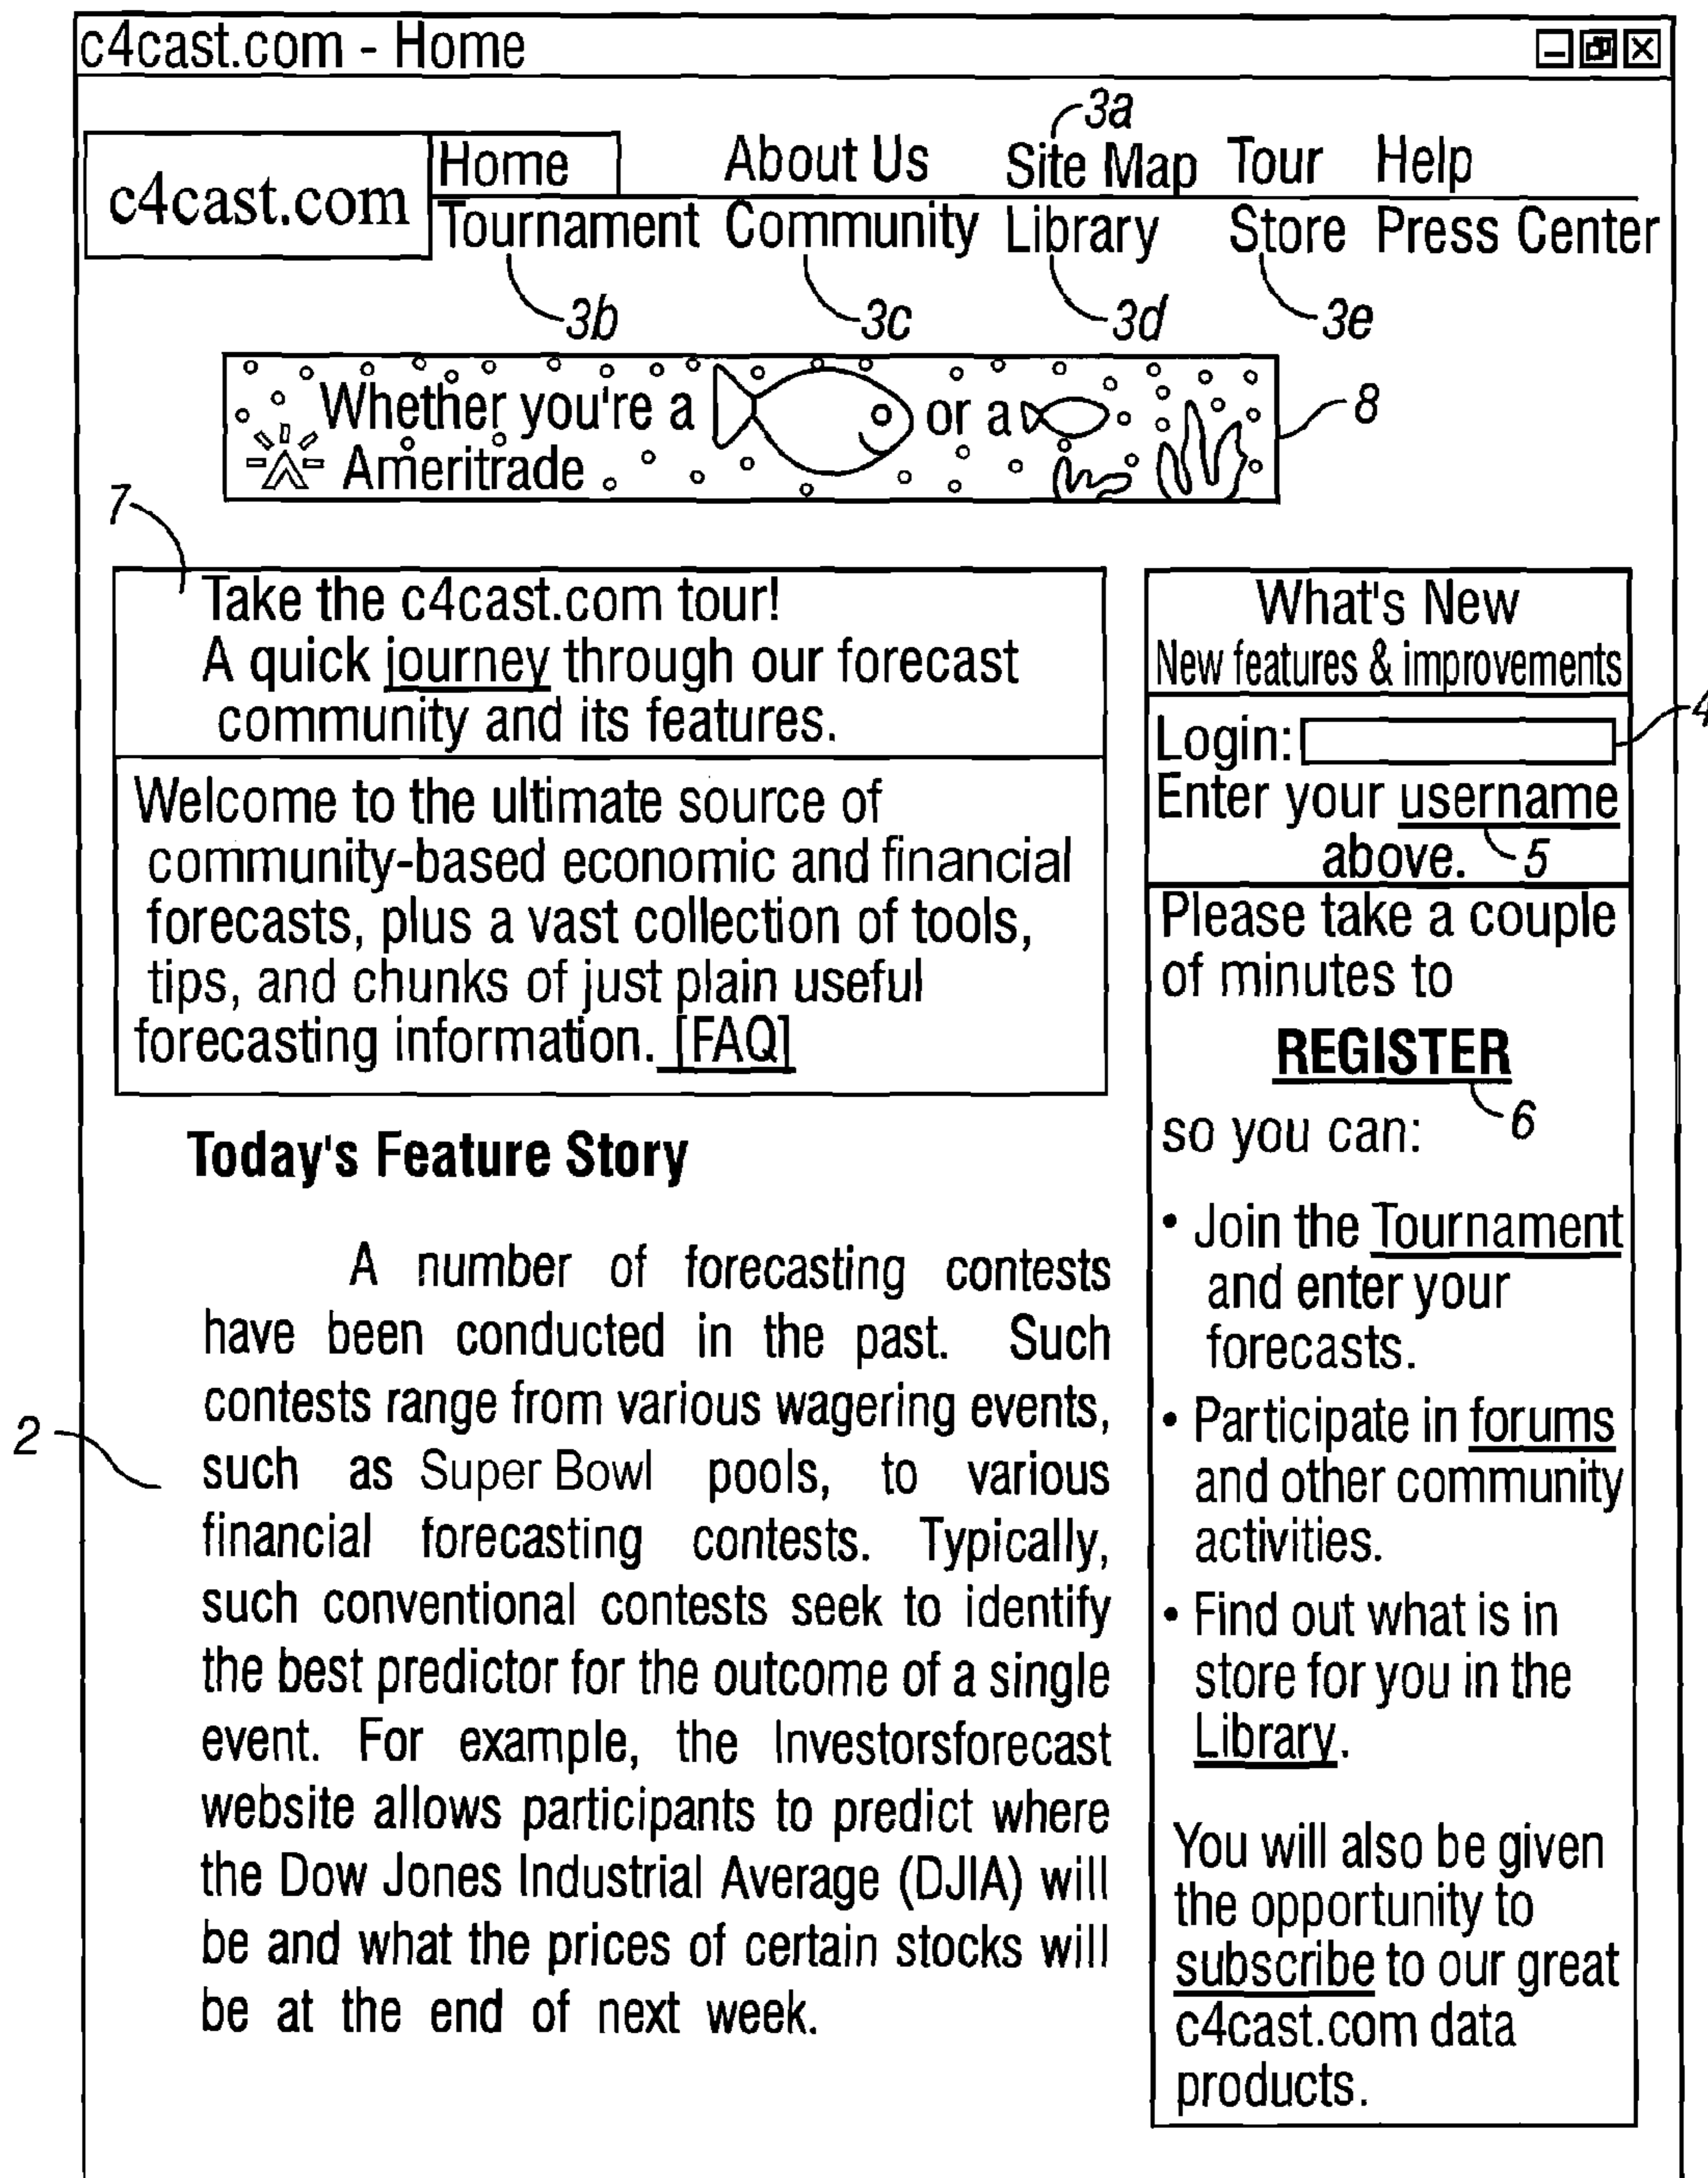 c4cast.com - Home
3a
c4cast.com
Home About Us Site Map Tour Help
Tournament Community Library Store Press Center
3b 3c 3d 3e
Whether you're a or a
Ameritrade
8
7
Take the c4cast.com tour!
A quick journey through our forecast
community and its features.
Welcome to the ultimate source of
community-based economic and financial
forecasts, plus a vast collection of tools,
tips, and chunks of just plain useful
forecasting information. [FAQ]
Today's Feature Story
A number of forecasting contests
have been conducted in the past. Such
contests range from various wagering events,
2
such as Super Bowl pools, to various
financial forecasting contests. Typically,
such conventional contests seek to identify
the best predictor for the outcome of a single
event. For example, the Investorsforecast
website allows participants to predict where
the Dow Jones Industrial Average (DJIA) will
be and what the prices of certain stocks will
be at the end of next week.
What's New
New features & improvements
Login:
4
Enter your username
above.
5
Please take a couple
of minutes to
REGISTER
6
so you can:
• Join the Tournament
and enter your
forecasts.
• Participate in forums
and other community
activities.
• Find out what is in
store for you in the
Library.
You will also be given
the opportunity to
subscribe to our great
c4cast.com data
products.